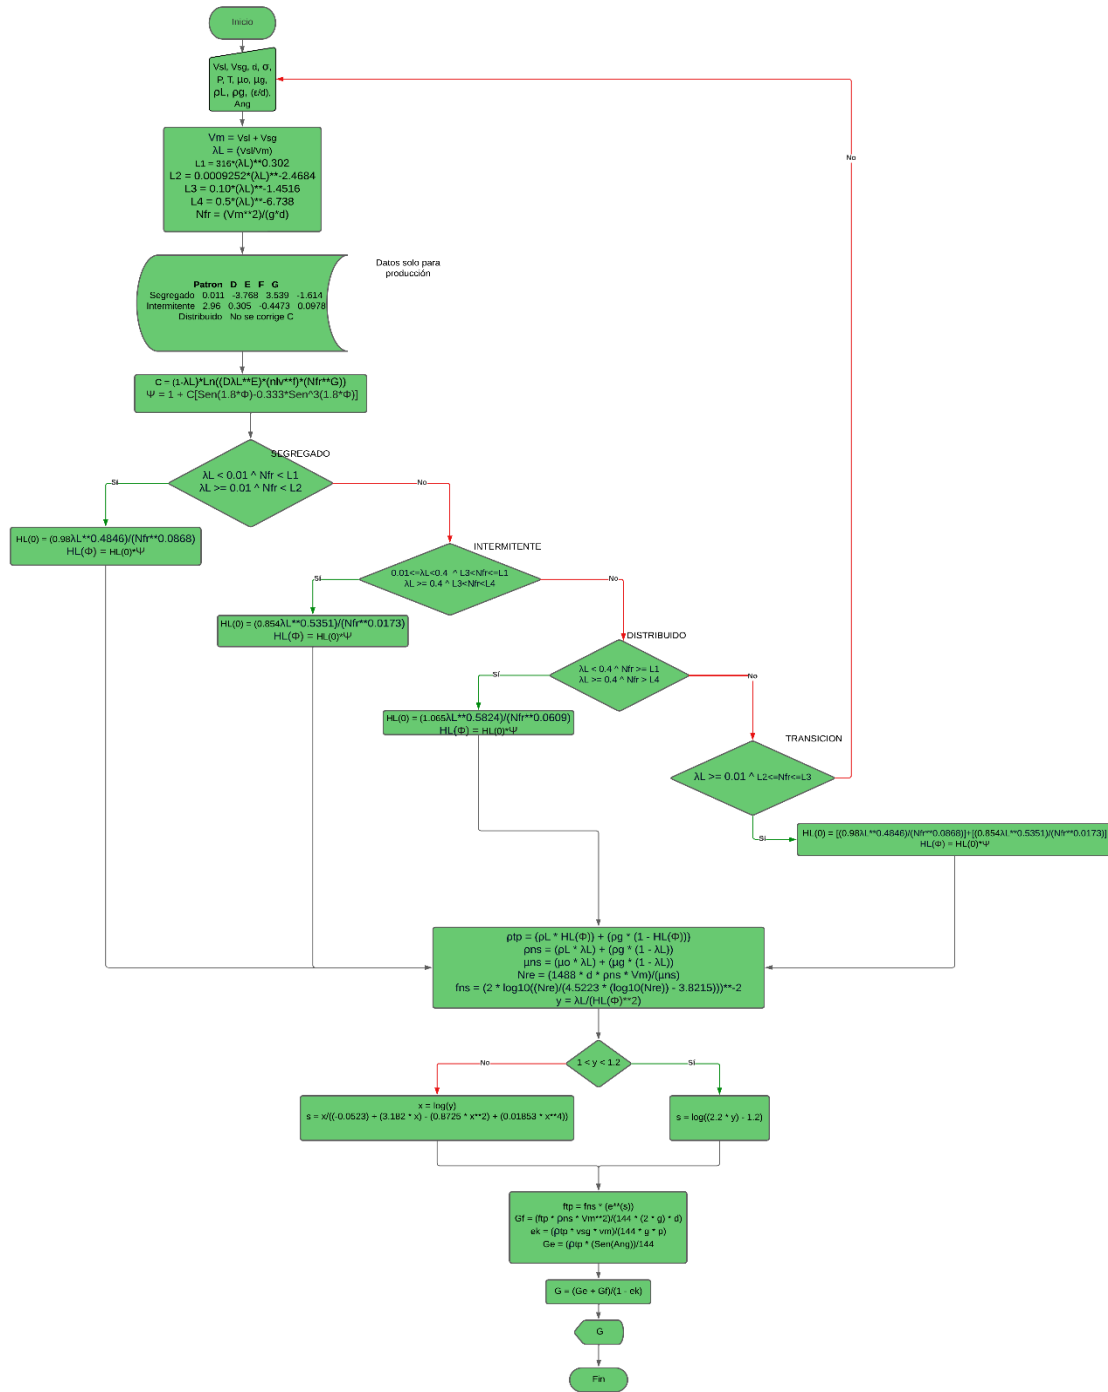 Inicio
Vsl, Vsg, d, σ,
P, T, μo, μg,
ρL, ρg, (ε/d),
Ang
Vm = Vsl + Vsg
λL = (Vsl/Vm)
L1 = 316*(λL)**0.302
L2 = 0.0009252*(λL)**-2.4684
L3 = 0.10*(λL)**-1.4516
L4 = 0.5*(λL)**-6.738
Nfr = (Vm**2)/(g*d)
No
Datos solo para
producción
Patron D E F G
Segregado 0.011 -3.768 3.539 -1.614
Intermitente 2.96 0.305 -0.4473 0.0978
Distribuido No se corrige C
C = (1-λL)*Ln((DλL**E)*(nlv**f)*(Nfr**G))
Ψ = 1 + C[Sen(1.8*Φ)-0.333*Sen^3(1.8*Φ)]
SEGREGADO
λL < 0.01 ^ Nfr < L1
λL >= 0.01 ^ Nfr < L2
Sí
No
HL(0) = (0.98λL**0.4846)/(Nfr**0.0868)
HL(Φ) = HL(0)*Ψ
INTERMITENTE
0.01<=λL<0.4 ^ L3<Nfr<=L1
λL >= 0.4 ^ L3<Nfr<L4
Sí
No
HL(0) = (0.854λL**0.5351)/(Nfr**0.0173)
HL(Φ) = HL(0)*Ψ
DISTRIBUIDO
λL < 0.4 ^ Nfr >= L1
λL >= 0.4 ^ Nfr > L4
Sí
No
HL(0) = (1.065λL**0.5824)/(Nfr**0.0609)
HL(Φ) = HL(0)*Ψ
TRANSICION
λL >= 0.01 ^ L2<=Nfr<=L3
Sí
HL(0) = [(0.98λL**0.4846)/(Nfr**0.0868)]+[(0.854λL**0.5351)/(Nfr**0.0173)]
HL(Φ) = HL(0)*Ψ
ρtp = (ρL * HL(Φ)) + (ρg * (1 - HL(Φ)))
ρns = (ρL * λL) + (ρg * (1 - λL))
μns = (μo * λL) + (μg * (1 - λL))
Nre = (1488 * d * ρns * Vm)/(μns)
fns = (2 * log10((Nre)/(4.5223 * (log10(Nre)) - 3.8215)))**-2
y = λL/(HL(Φ)**2)
1 < y < 1.2
No
Sí
x = log(y)
s = x/((-0.0523) + (3.182 * x) - (0.8725 * x**2) + (0.01853 * x**4))
s = log((2.2 * y) - 1.2)
ftp = fns * (e**(s))
Gf = (ftp * ρns * Vm**2)/(144 * (2 * g) * d)
ek = (ρtp * vsg * vm)/(144 * g * p)
Ge = (ρtp * (Sen(Ang))/144
G = (Ge + Gf)/(1 - ek)
G
Fin